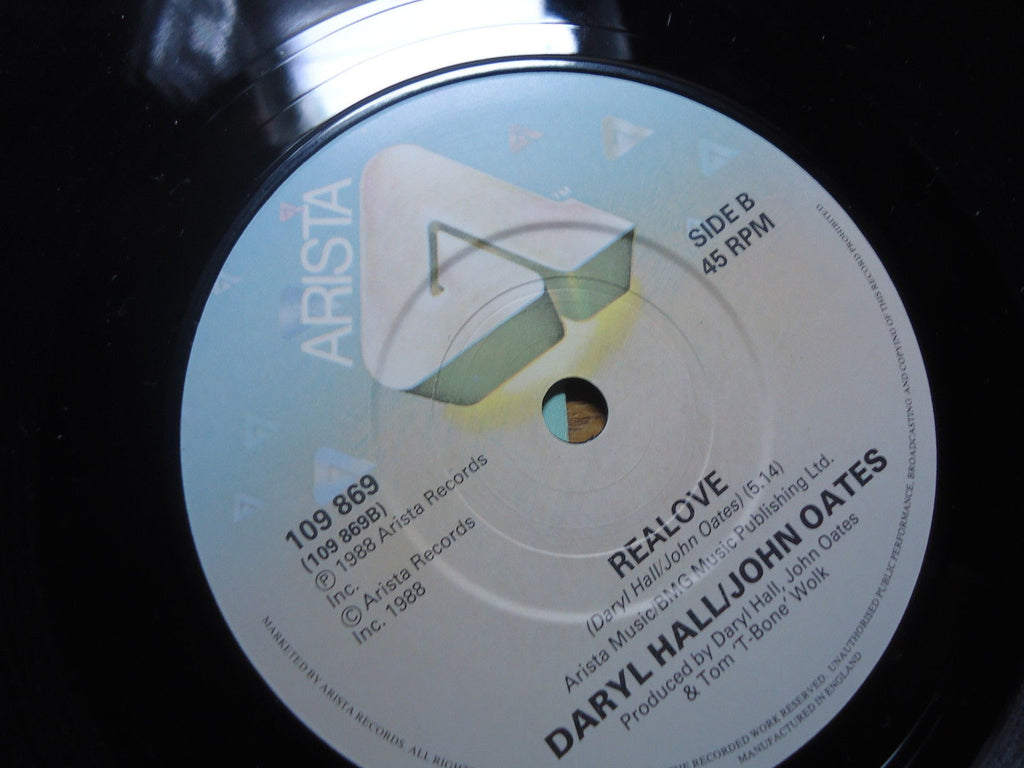 ARISTA
TM
SIDE B
45 RPM
109 869
(109 869B)
Ⓟ 1988 Arista Records
Inc.
© Arista Records
Inc. 1988
REALOVE
(Daryl Hall/John Oates) (5.14)
Arista Music/BMG Music Publishing Ltd.
DARYL HALL/JOHN OATES
Produced by Daryl Hall, John Oates
& Tom 'T-Bone' Wolk
MARKETED BY ARISTA RECORDS. ALL RIGH
HE RECORDED WORK RESERVED. UNAUTHORISED PUBLIC PERFORMANCE, BROADCASTING AND COPYING OF THIS RECORD PROHIBITED
MANUFACTURED IN ENGLAND